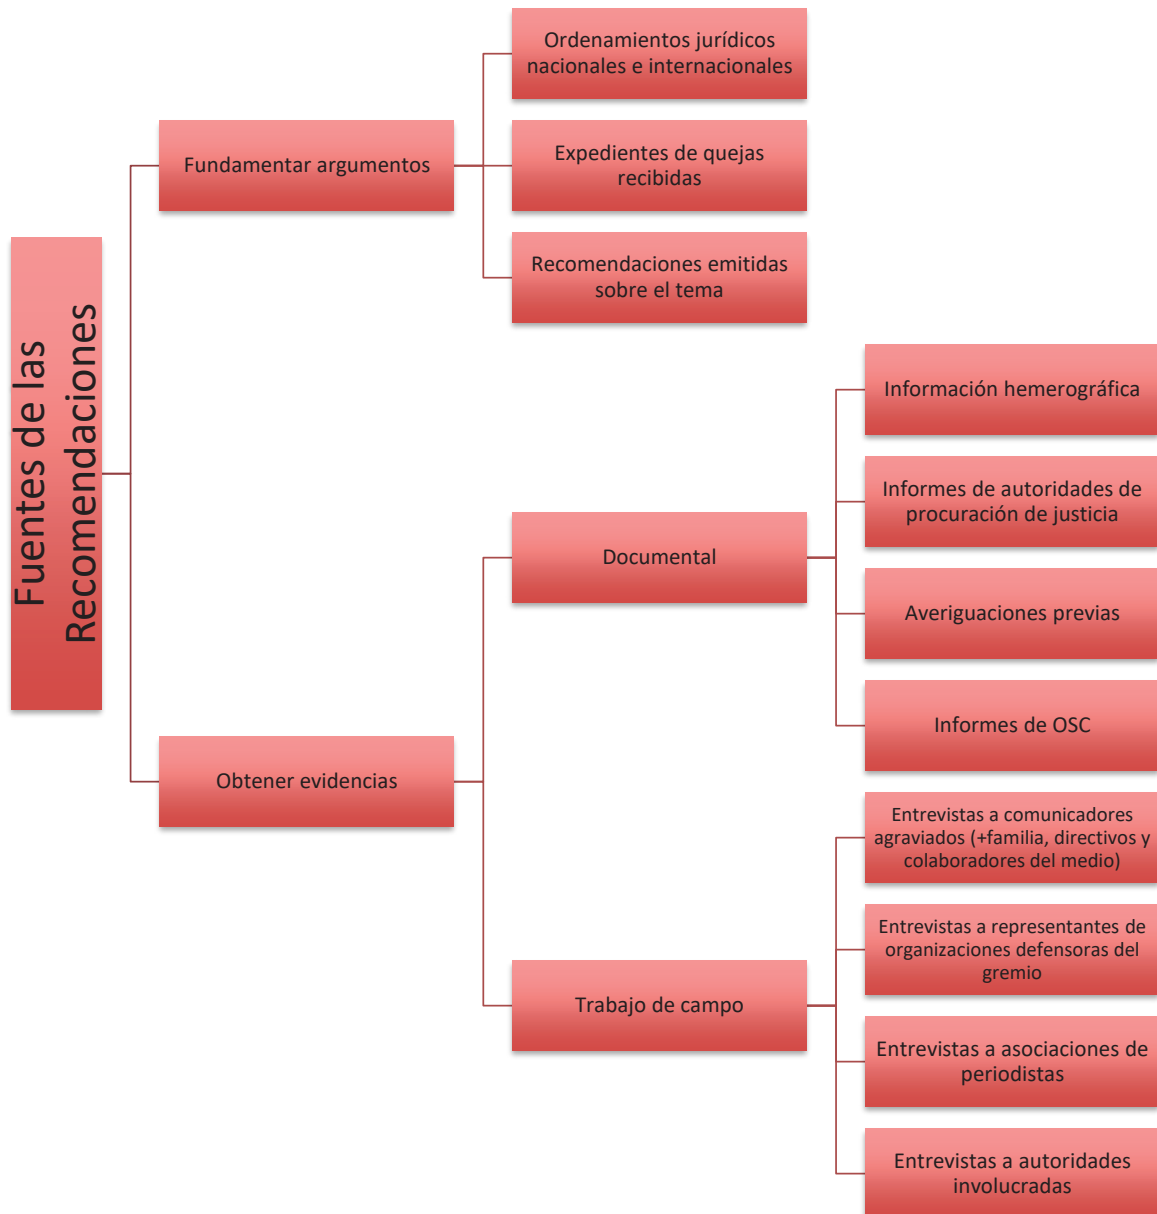 Fuentes de las
Recomendaciones
Fundamentar argumentos
Ordenamientos jurídicos
nacionales e internacionales
Expedientes de quejas
recibidas
Recomendaciones emitidas
sobre el tema
Obtener evidencias
Documental
Información hemerográfica
Informes de autoridades de
procuración de justicia
Averiguaciones previas
Informes de OSC
Trabajo de campo
Entrevistas a comunicadores
agraviados (+familia, directivos y
colaboradores del medio)
Entrevistas a representantes de
organizaciones defensoras del
gremio
Entrevistas a asociaciones de
periodistas
Entrevistas a autoridades
involucradas